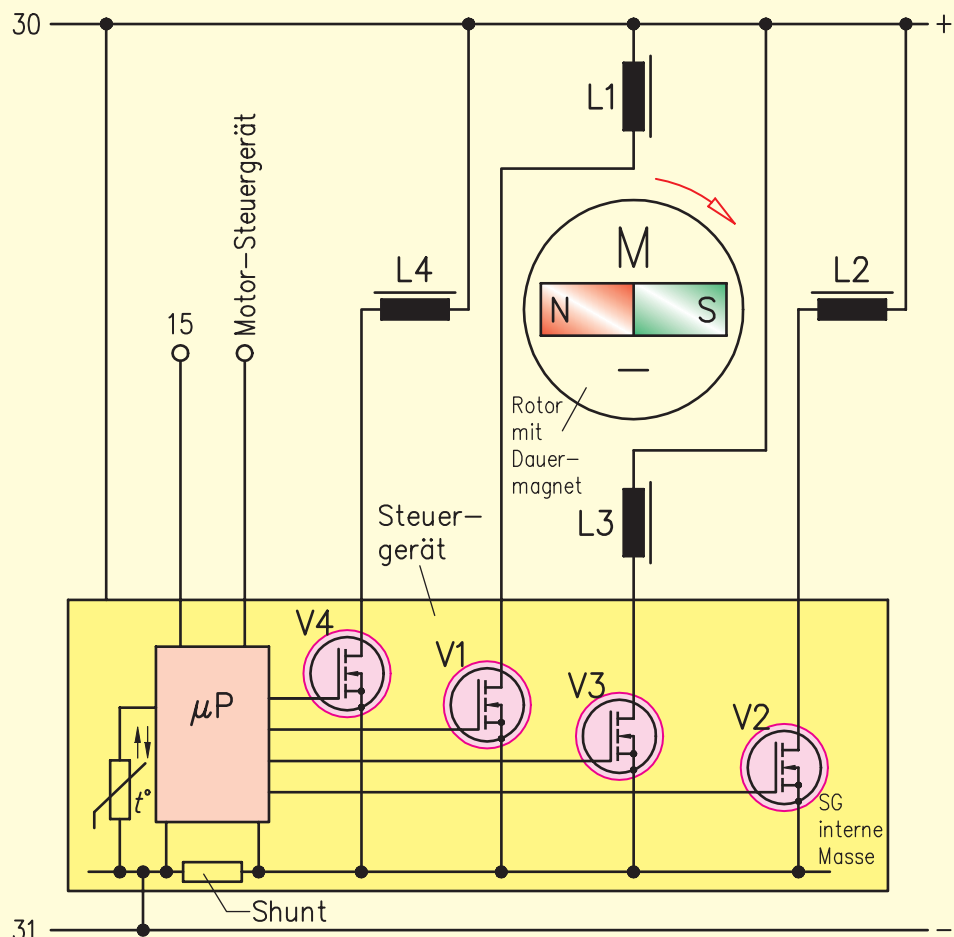 30
+
L1
Motor-Steuergerät
L4
M
L2
N
S
15
–
Rotor
mit
Dauer-
magnet
Steuer-
gerät
L3
V4
V1
V3
V2
µP
t°
SG
interne
Masse
Shunt
31
–